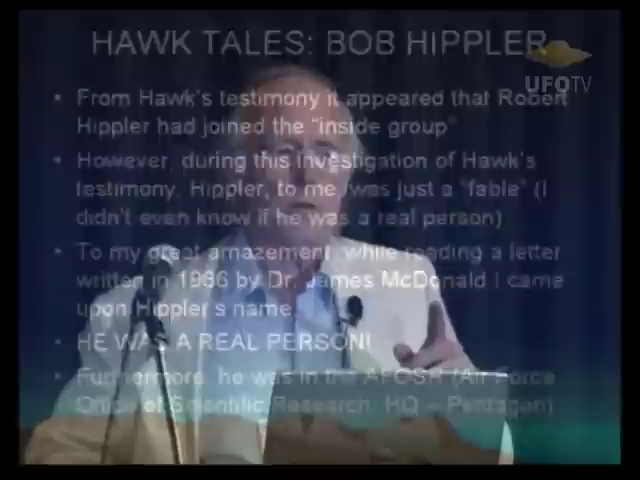 HAWK TALES: BOB HIPPLER
UFOTV
• From Hawk's testimony it appeared that Robert
Hippler had joined the "inside group"
• However, during this investigation of Hawk's
testimony, Hippler, to me, was just a "fable" (I
didn't even know if he was a real person)
• To my great amazement, while reading a letter
written in 1966 by Dr. James McDonald I came
upon Hippler's name.
• HE WAS A REAL PERSON!
• Furthermore, he was in the AFOSR (Air Force
Office of Scientific Research, HQ – Pentagon)